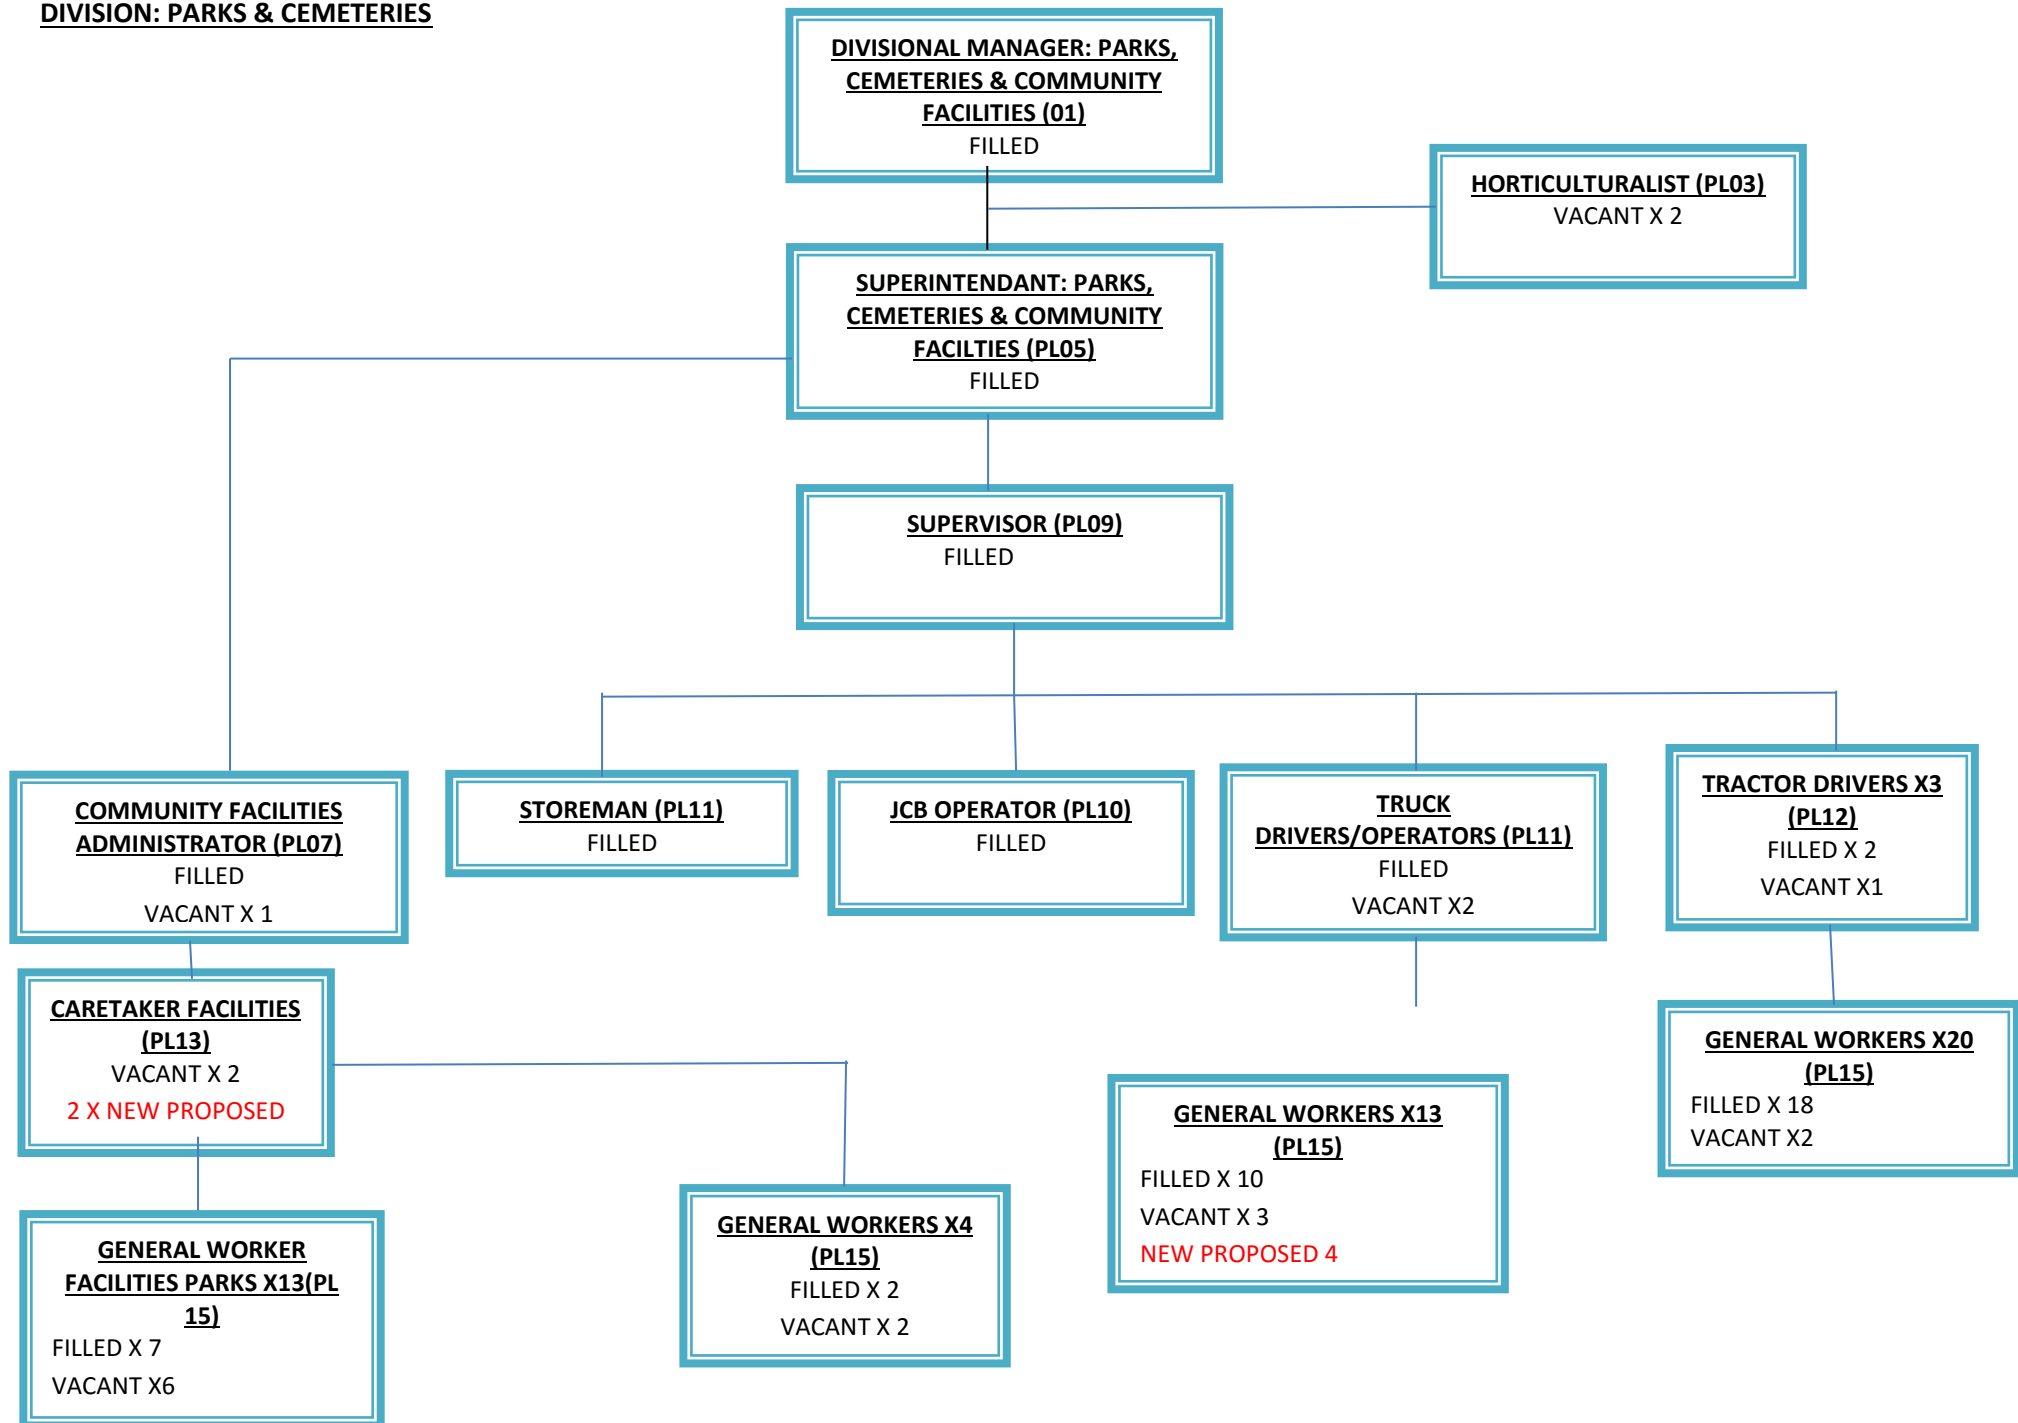 DIVISION: PARKS & CEMETERIES
DIVISIONAL MANAGER: PARKS,
CEMETERIES & COMMUNITY
FACILITIES (01)
FILLED
HORTICULTURALIST (PL03)
VACANT X 2
SUPERINTENDANT: PARKS,
CEMETERIES & COMMUNITY
FACILTIES (PL05)
FILLED
SUPERVISOR (PL09)
FILLED
COMMUNITY FACILITIES
ADMINISTRATOR (PL07)
FILLED
VACANT X 1
STOREMAN (PL11)
FILLED
JCB OPERATOR (PL10)
FILLED
TRUCK
DRIVERS/OPERATORS (PL11)
FILLED
VACANT X2
TRACTOR DRIVERS X3
(PL12)
FILLED X 2
VACANT X1
CARETAKER FACILITIES
(PL13)
VACANT X 2
2 X NEW PROPOSED
GENERAL WORKERS X20
(PL15)
FILLED X 18
VACANT X2
GENERAL WORKERS X13
(PL15)
FILLED X 10
VACANT X 3
NEW PROPOSED 4
GENERAL WORKERS X4
(PL15)
FILLED X 2
VACANT X 2
GENERAL WORKER
FACILITIES PARKS X13(PL
15)
FILLED X 7
VACANT X6